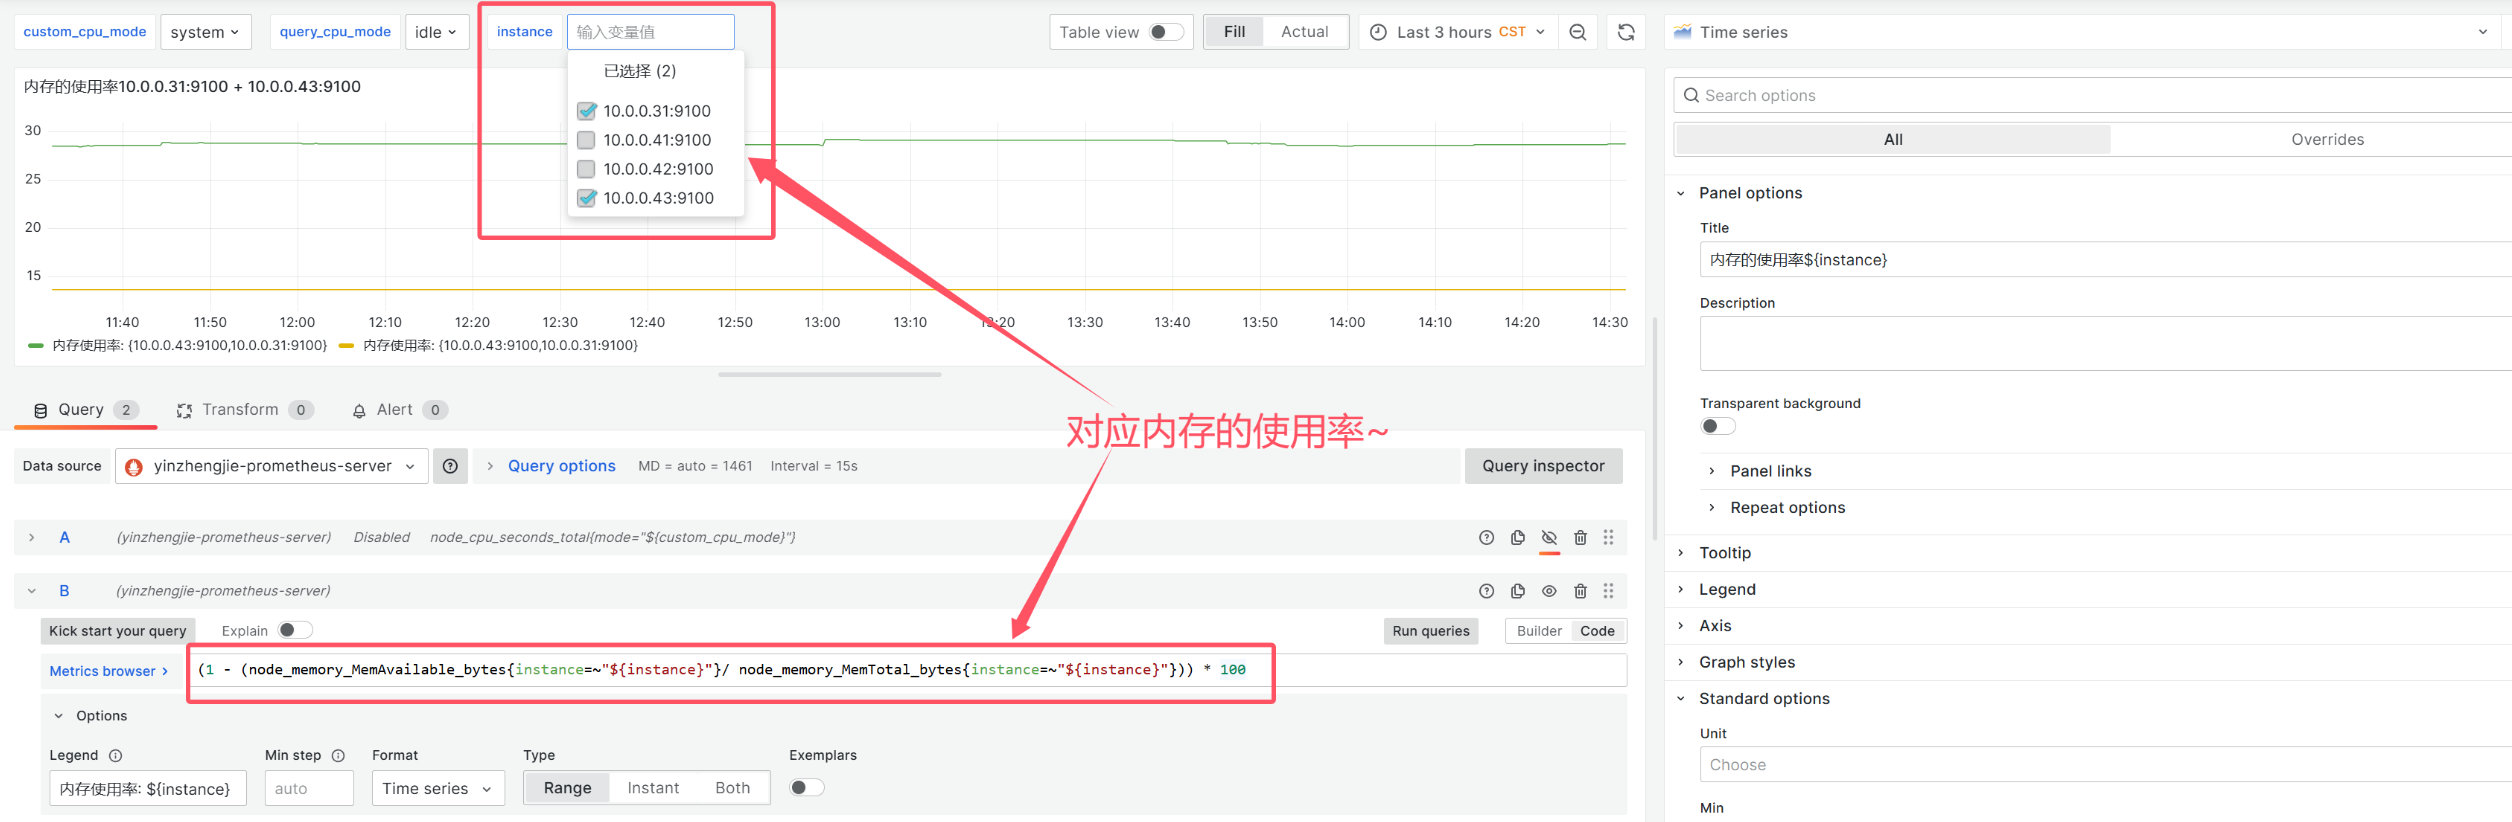 custom_cpu_mode system query_cpu_mode idle instance 输入变量值 Table view Fill Actual Last 3 hours CST Time series
已选择 (2)
10.0.0.31:9100
10.0.0.41:9100
10.0.0.42:9100
10.0.0.43:9100
内存的使用率10.0.0.31:9100 + 10.0.0.43:9100
30
25
20
15
11:40 11:50 12:00 12:10 12:20 12:30 12:40 12:50 13:00 13:10 13:20 13:30 13:40 13:50 14:00 14:10 14:20 14:30
内存使用率: {10.0.0.43:9100,10.0.0.31:9100} 内存使用率: {10.0.0.43:9100,10.0.0.31:9100}
Query 2 Transform 0 Alert 0
对应内存的使用率~
Data source yinzhengjie-prometheus-server Query options MD = auto = 1461 Interval = 15s Query inspector
A (yinzhengjie-prometheus-server) Disabled node_cpu_seconds_total{mode="${custom_cpu_mode}"}
B (yinzhengjie-prometheus-server)
Kick start your query Explain Run queries Builder Code
Metrics browser > (1 - (node_memory_MemAvailable_bytes{instance=~"${instance}"}/ node_memory_MemTotal_bytes{instance=~"${instance}"})) * 100
Options
Legend Min step Format Type Exemplars
内存使用率: ${instance} auto Time series Range Instant Both
Search options
All Overrides
Panel options
Title
内存的使用率${instance}
Description
Transparent background
Panel links
Repeat options
Tooltip
Legend
Axis
Graph styles
Standard options
Unit
Choose
Min